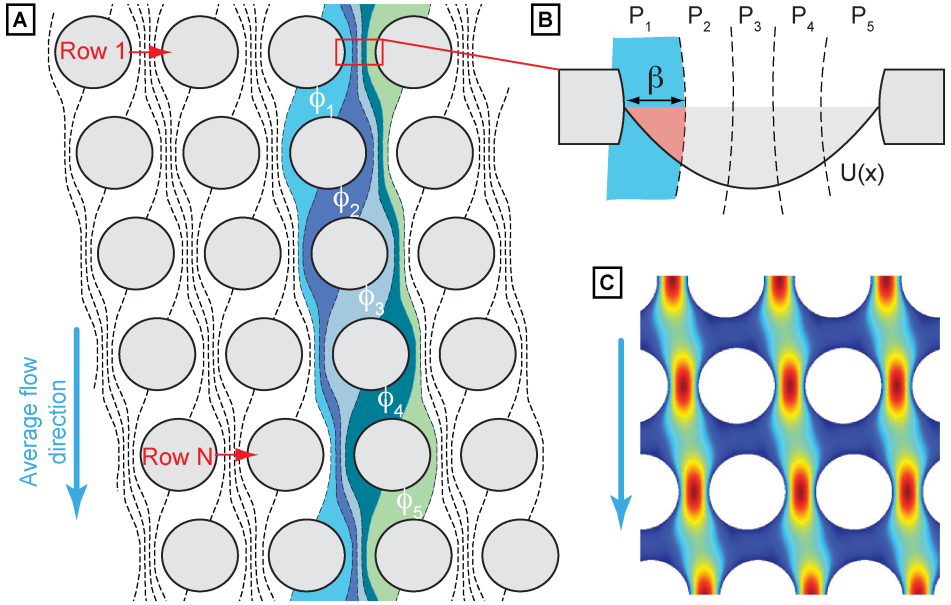 A
Row 1
ϕ1
ϕ2
ϕ3
ϕ4
ϕ5
Row N
Average flow
direction
B
P1 P2 P3 P4 P5
β
U(x)
C